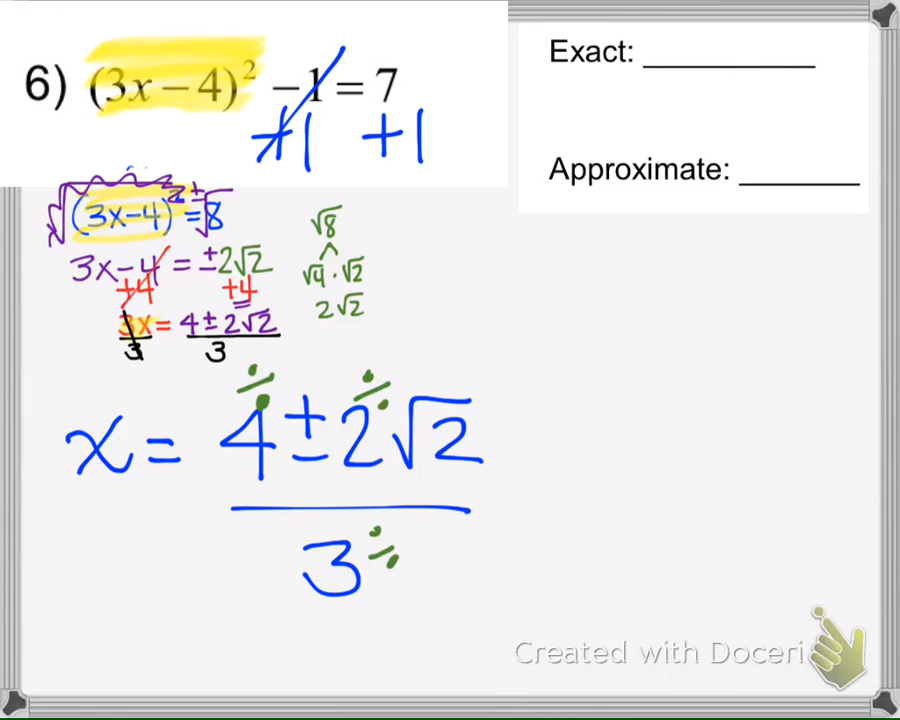 6) (3x − 4)² − 1 = 7
+1 +1
Exact: __________
Approximate: _______
√(3x-4)² = ±√8
3x-4 = ±2√2
+4 +4
3x = 4±2√2
3 3
√8
√4 · √2
2√2
÷ ÷
x = 4±2√2
3 ÷
Created with Doceri